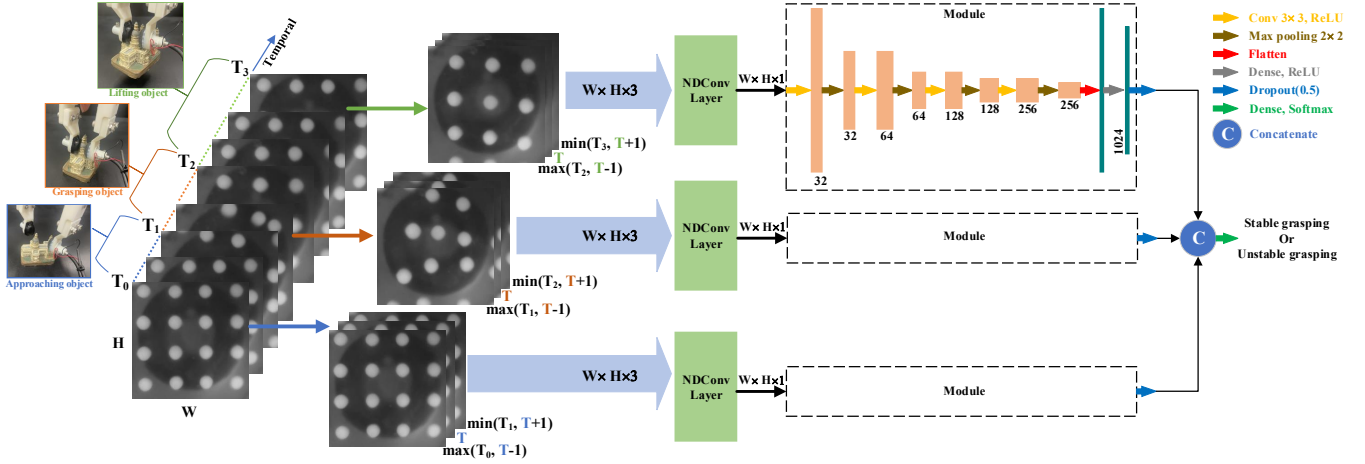 Lifting object
Grasping object
Approaching object
T3
T2
T1
T0
Temporal
H
W
min(T3, T+1)
T
max(T2, T-1)
min(T2, T+1)
T
max(T1, T-1)
min(T1, T+1)
T
max(T0, T-1)
W× H×3
W× H×3
W× H×3
NDConv
Layer
NDConv
Layer
NDConv
Layer
W× H×1
W× H×1
W× H×1
Module
32
32
64
64
128
128
256
256
1024
Module
Module
Conv 3×3, ReLU
Max pooling 2×2
Flatten
Dense, ReLU
Dropout(0.5)
Dense, Softmax
C Concatenate
C
Stable grasping
Or
Unstable grasping